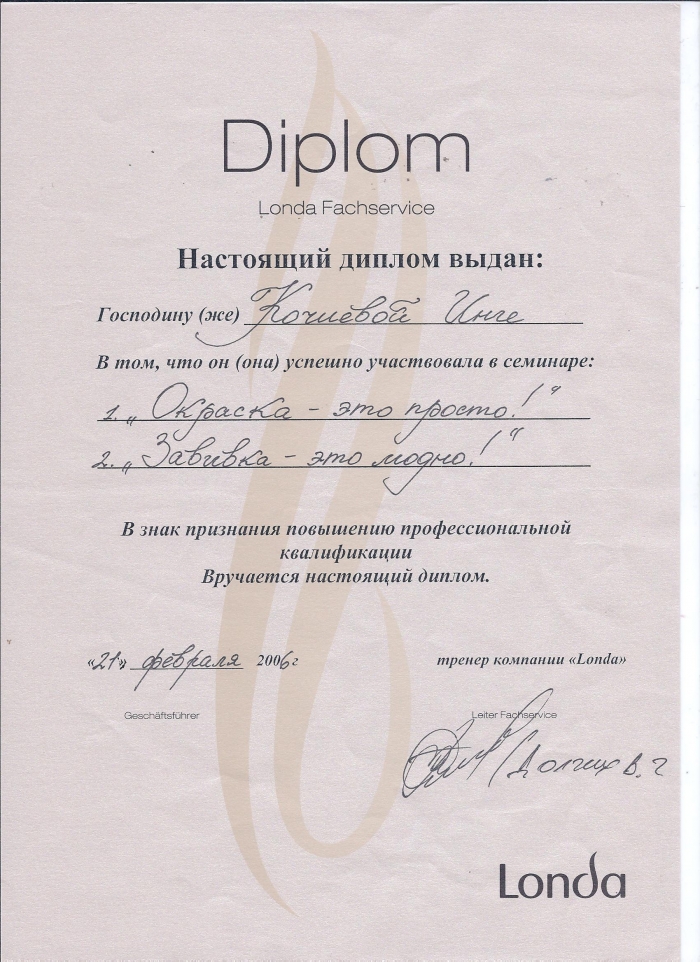 Diplom
Londa Fachservice
Настоящий диплом выдан:
Господину (же) Кочиевой Инге
В том, что он (она) успешно участвовала в семинаре:
1. „Окраска - это просто!"
2. „Завивка - это модно!"
В знак признания повышению профессиональной
квалификации
Вручается настоящий диплом.
«21» февраля 2006г тренер компании «Londa»
Geschäftsführer Leiter Fachservice
Долгих В. Г
Londa